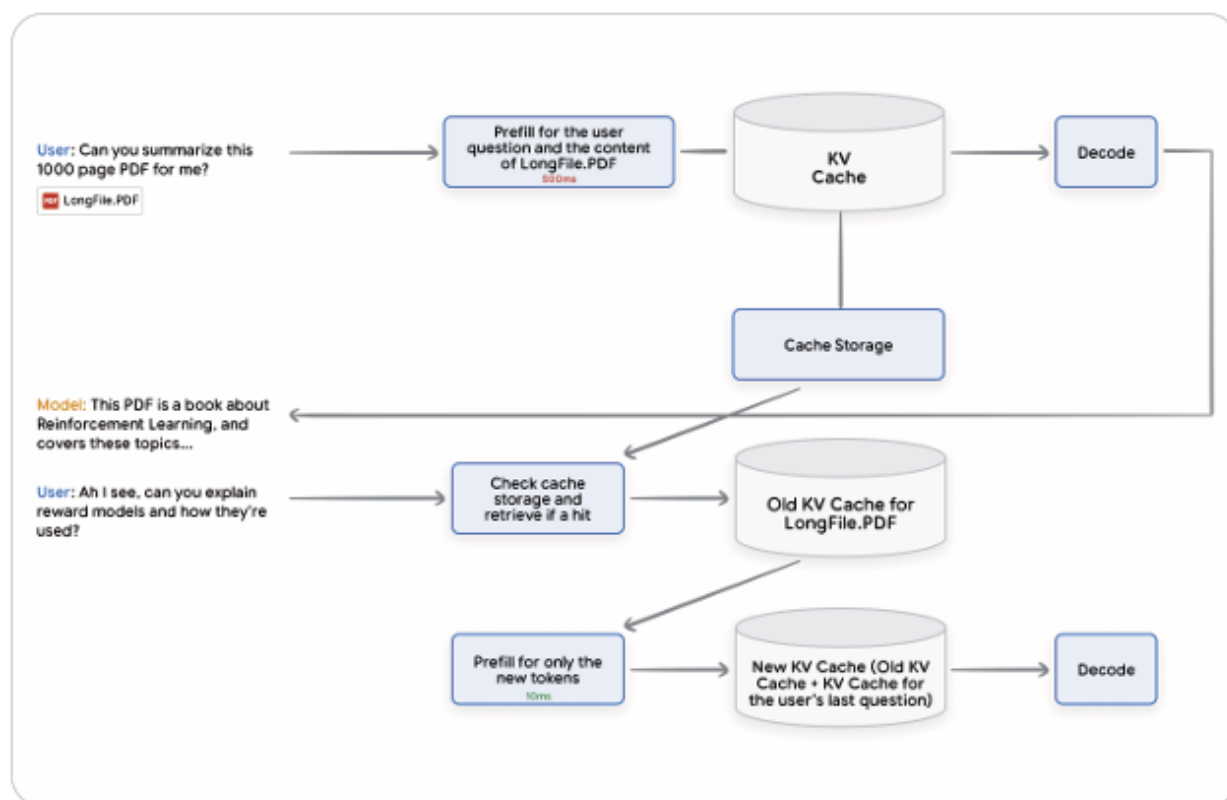 Prefill for the user
question and the content
of LongFile.PDF
500ms
KV
Cache
Decode
User: Can you summarize this
1000 page PDF for me?
PDF LongFile.PDF
Cache Storage
Model: This PDF is a book about
Reinforcement Learning, and
covers these topics...
User: Ah I see, can you explain
reward models and how they're
used?
Check cache
storage and
retrieve if a hit
Old KV Cache for
LongFile.PDF
Prefill for only the
new tokens
10ms
New KV Cache (Old KV
Cache + KV Cache for
the user's last question)
Decode